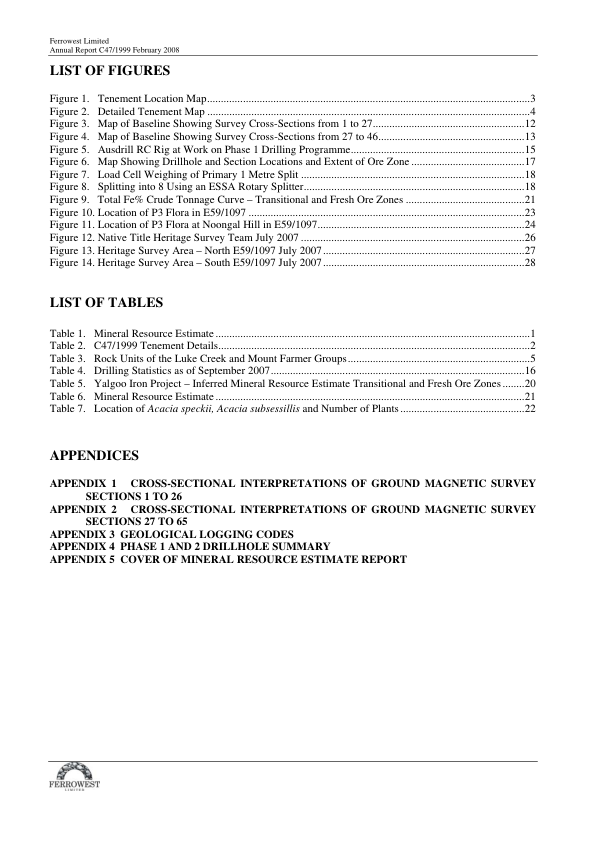 Ferrowest Limited
Annual Report C47/1999 February 2008
LIST OF FIGURES
Figure 1. Tenement Location Map....................3
Figure 2. Detailed Tenement Map ....................4
Figure 3. Map of Baseline Showing Survey Cross-Sections from 1 to 27....................12
Figure 4. Map of Baseline Showing Survey Cross-Sections from 27 to 46....................13
Figure 5. Ausdrill RC Rig at Work on Phase 1 Drilling Programme....................15
Figure 6. Map Showing Drillhole and Section Locations and Extent of Ore Zone ....................17
Figure 7. Load Cell Weighing of Primary 1 Metre Split ....................18
Figure 8. Splitting into 8 Using an ESSA Rotary Splitter....................18
Figure 9. Total Fe% Crude Tonnage Curve – Transitional and Fresh Ore Zones ....................21
Figure 10. Location of P3 Flora in E59/1097 ....................23
Figure 11. Location of P3 Flora at Noongal Hill in E59/1097....................24
Figure 12. Native Title Heritage Survey Team July 2007 ....................26
Figure 13. Heritage Survey Area – North E59/1097 July 2007 ....................27
Figure 14. Heritage Survey Area – South E59/1097 July 2007 ....................28
LIST OF TABLES
Table 1. Mineral Resource Estimate ....................1
Table 2. C47/1999 Tenement Details....................2
Table 3. Rock Units of the Luke Creek and Mount Farmer Groups....................5
Table 4. Drilling Statistics as of September 2007....................16
Table 5. Yalgoo Iron Project – Inferred Mineral Resource Estimate Transitional and Fresh Ore Zones ........20
Table 6. Mineral Resource Estimate ....................21
Table 7. Location of Acacia speckii, Acacia subsessillis and Number of Plants ....................22
APPENDICES
APPENDIX 1 CROSS-SECTIONAL INTERPRETATIONS OF GROUND MAGNETIC SURVEY
SECTIONS 1 TO 26
APPENDIX 2 CROSS-SECTIONAL INTERPRETATIONS OF GROUND MAGNETIC SURVEY
SECTIONS 27 TO 65
APPENDIX 3 GEOLOGICAL LOGGING CODES
APPENDIX 4 PHASE 1 AND 2 DRILLHOLE SUMMARY
APPENDIX 5 COVER OF MINERAL RESOURCE ESTIMATE REPORT
FERROWEST
LIMITED